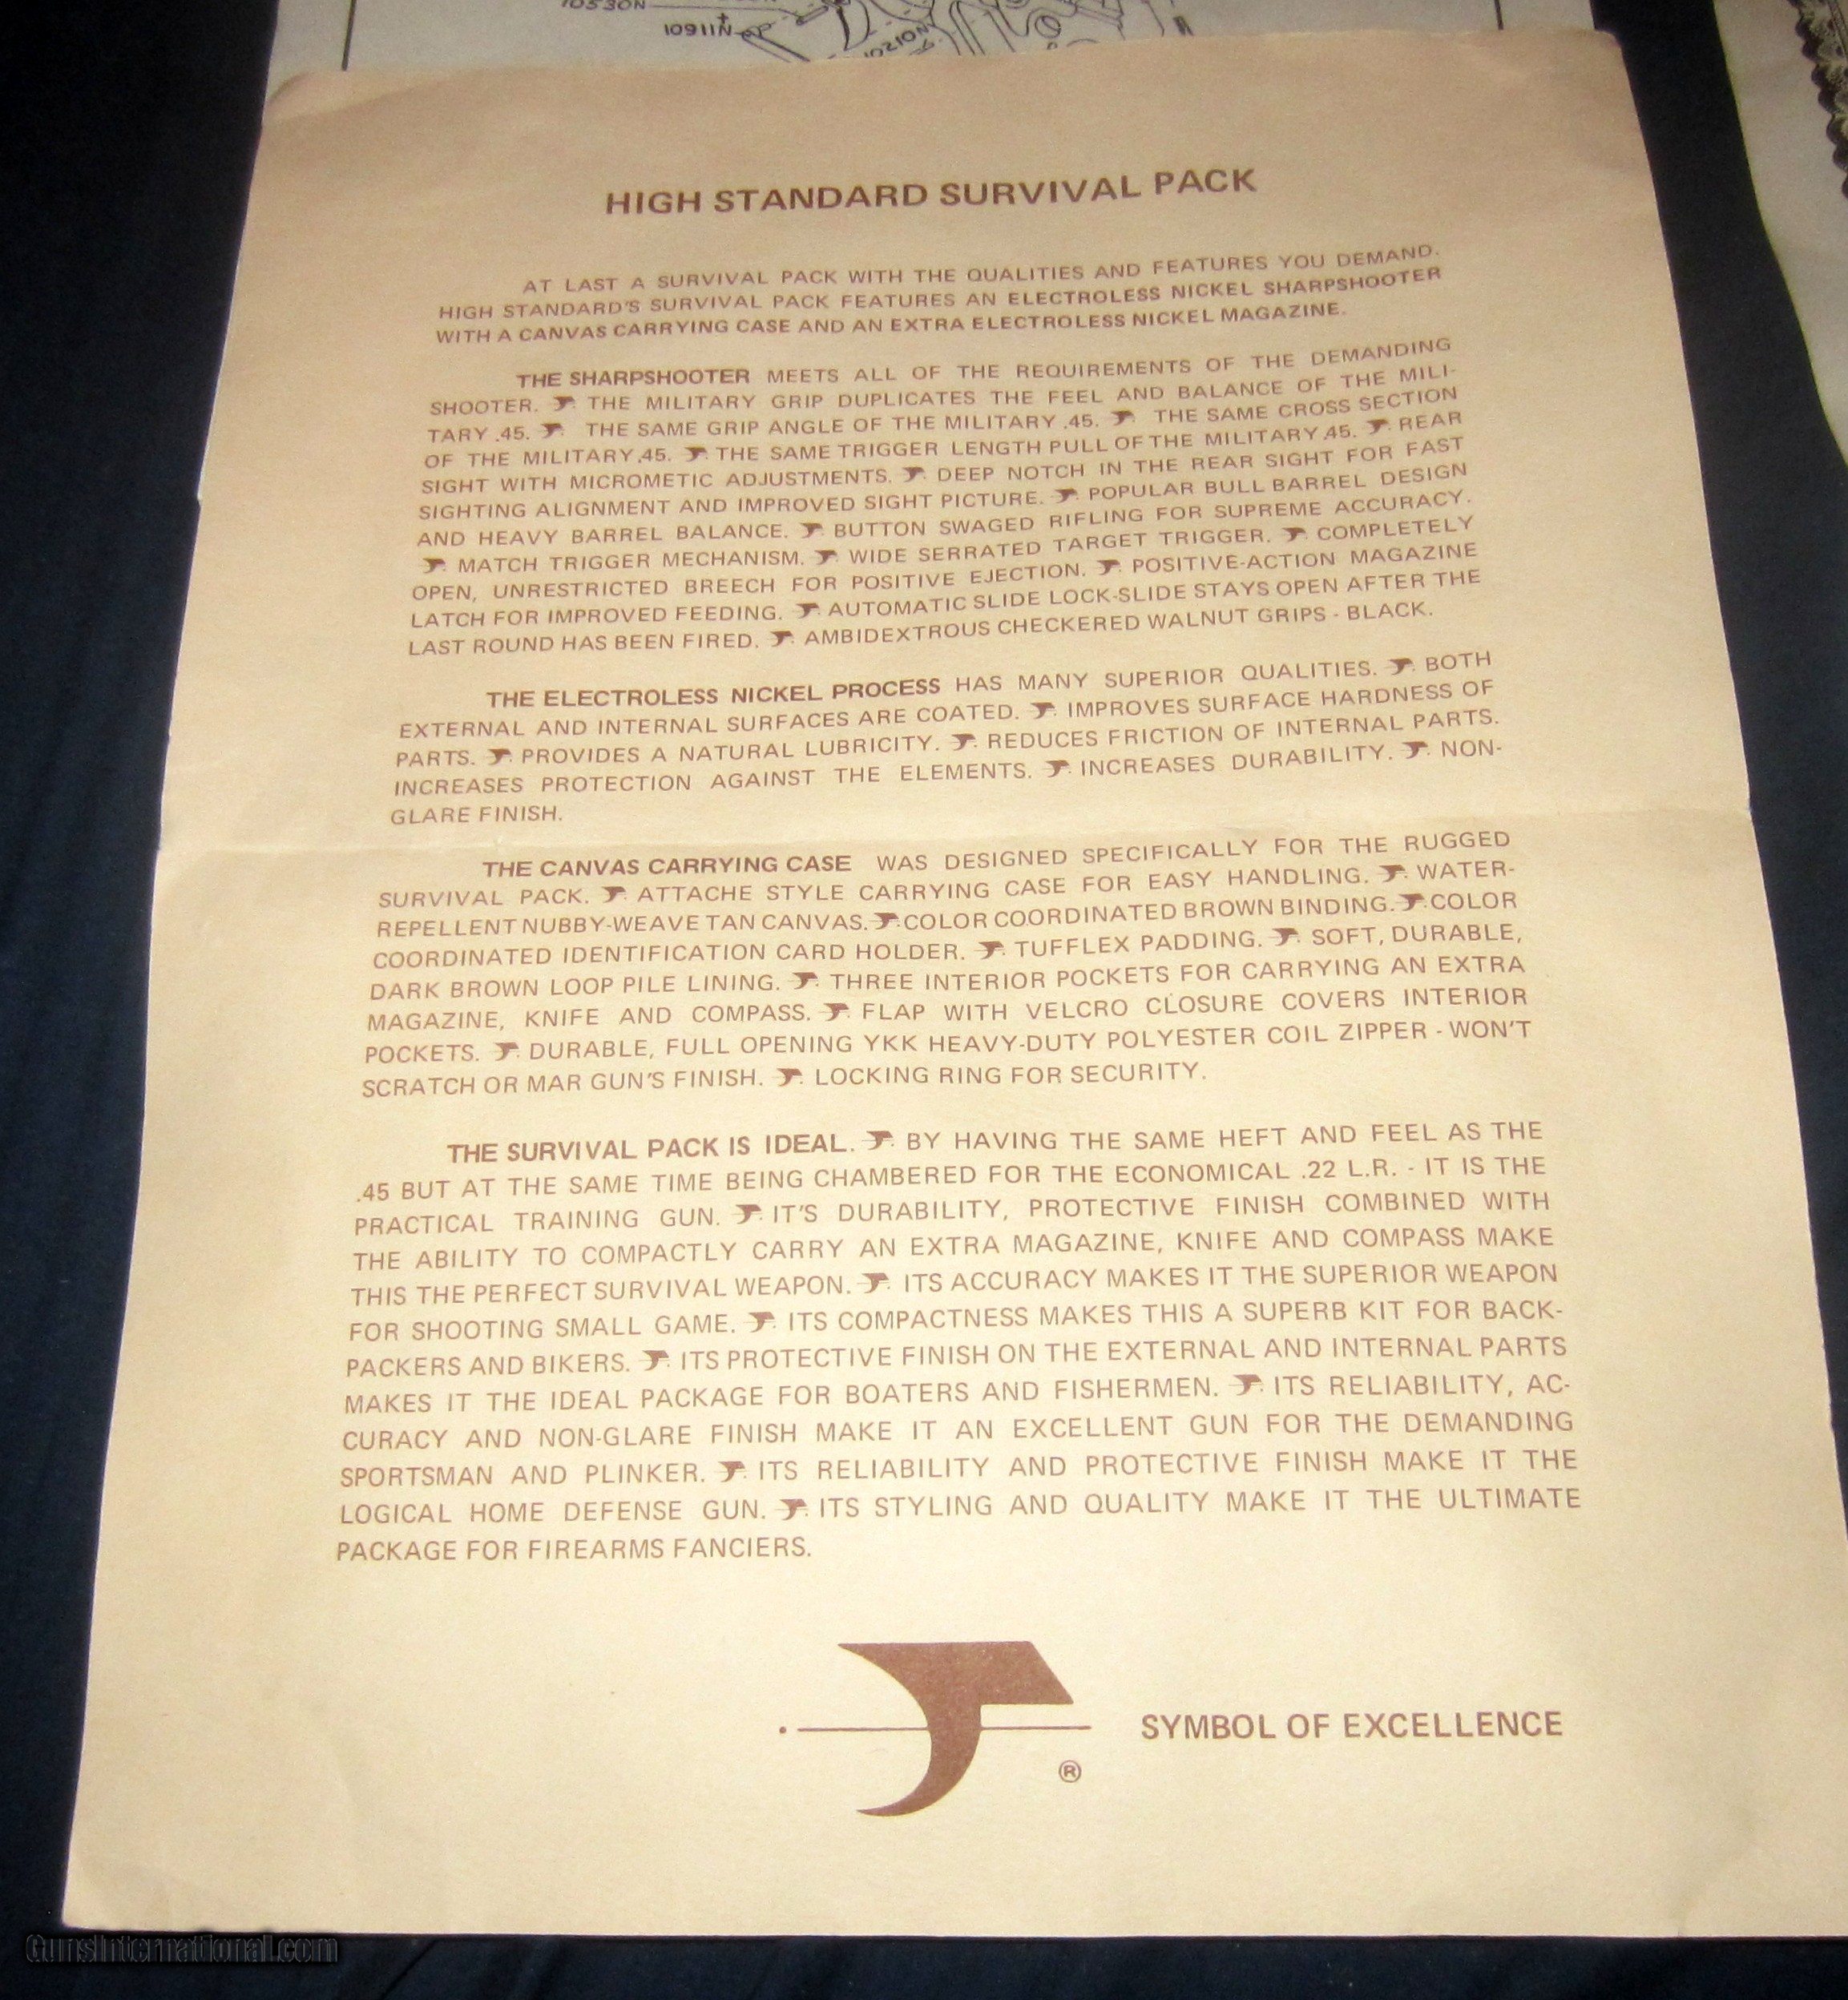 10530N
10911N
10210N
HIGH STANDARD SURVIVAL PACK
AT LAST A SURVIVAL PACK WITH THE QUALITIES AND FEATURES YOU DEMAND.
HIGH STANDARD'S SURVIVAL PACK FEATURES AN ELECTROLESS NICKEL SHARPSHOOTER
WITH A CANVAS CARRYING CASE AND AN EXTRA ELECTROLESS NICKEL MAGAZINE.
THE SHARPSHOOTER MEETS ALL OF THE REQUIREMENTS OF THE DEMANDING
SHOOTER. THE MILITARY GRIP DUPLICATES THE FEEL AND BALANCE OF THE MILI-
TARY .45. THE SAME GRIP ANGLE OF THE MILITARY .45. THE SAME CROSS SECTION
OF THE MILITARY .45. THE SAME TRIGGER LENGTH PULL OF THE MILITARY .45. REAR
SIGHT WITH MICROMETIC ADJUSTMENTS. DEEP NOTCH IN THE REAR SIGHT FOR FAST
SIGHTING ALIGNMENT AND IMPROVED SIGHT PICTURE. POPULAR BULL BARREL DESIGN
AND HEAVY BARREL BALANCE. BUTTON SWAGED RIFLING FOR SUPREME ACCURACY.
MATCH TRIGGER MECHANISM. WIDE SERRATED TARGET TRIGGER. COMPLETELY
OPEN, UNRESTRICTED BREECH FOR POSITIVE EJECTION. POSITIVE-ACTION MAGAZINE
LATCH FOR IMPROVED FEEDING. AUTOMATIC SLIDE LOCK-SLIDE STAYS OPEN AFTER THE
LAST ROUND HAS BEEN FIRED. AMBIDEXTROUS CHECKERED WALNUT GRIPS - BLACK.
THE ELECTROLESS NICKEL PROCESS HAS MANY SUPERIOR QUALITIES. BOTH
EXTERNAL AND INTERNAL SURFACES ARE COATED. IMPROVES SURFACE HARDNESS OF
PARTS. PROVIDES A NATURAL LUBRICITY. REDUCES FRICTION OF INTERNAL PARTS.
INCREASES PROTECTION AGAINST THE ELEMENTS. INCREASES DURABILITY. NON-
GLARE FINISH.
THE CANVAS CARRYING CASE WAS DESIGNED SPECIFICALLY FOR THE RUGGED
SURVIVAL PACK. ATTACHE STYLE CARRYING CASE FOR EASY HANDLING. WATER-
REPELLENT NUBBY-WEAVE TAN CANVAS. COLOR COORDINATED BROWN BINDING. COLOR
COORDINATED IDENTIFICATION CARD HOLDER. TUFFLEX PADDING. SOFT, DURABLE,
DARK BROWN LOOP PILE LINING. THREE INTERIOR POCKETS FOR CARRYING AN EXTRA
MAGAZINE, KNIFE AND COMPASS. FLAP WITH VELCRO CLOSURE COVERS INTERIOR
POCKETS. DURABLE, FULL OPENING YKK HEAVY-DUTY POLYESTER COIL ZIPPER - WON'T
SCRATCH OR MAR GUN'S FINISH. LOCKING RING FOR SECURITY.
THE SURVIVAL PACK IS IDEAL. BY HAVING THE SAME HEFT AND FEEL AS THE
.45 BUT AT THE SAME TIME BEING CHAMBERED FOR THE ECONOMICAL .22 L.R. - IT IS THE
PRACTICAL TRAINING GUN. IT'S DURABILITY, PROTECTIVE FINISH COMBINED WITH
THE ABILITY TO COMPACTLY CARRY AN EXTRA MAGAZINE, KNIFE AND COMPASS MAKE
THIS THE PERFECT SURVIVAL WEAPON. ITS ACCURACY MAKES IT THE SUPERIOR WEAPON
FOR SHOOTING SMALL GAME. ITS COMPACTNESS MAKES THIS A SUPERB KIT FOR BACK-
PACKERS AND BIKERS. ITS PROTECTIVE FINISH ON THE EXTERNAL AND INTERNAL PARTS
MAKES IT THE IDEAL PACKAGE FOR BOATERS AND FISHERMEN. ITS RELIABILITY, AC-
CURACY AND NON-GLARE FINISH MAKE IT AN EXCELLENT GUN FOR THE DEMANDING
SPORTSMAN AND PLINKER. ITS RELIABILITY AND PROTECTIVE FINISH MAKE IT THE
LOGICAL HOME DEFENSE GUN. ITS STYLING AND QUALITY MAKE IT THE ULTIMATE
PACKAGE FOR FIREARMS FANCIERS.
SYMBOL OF EXCELLENCE
®
GunsInternational.com